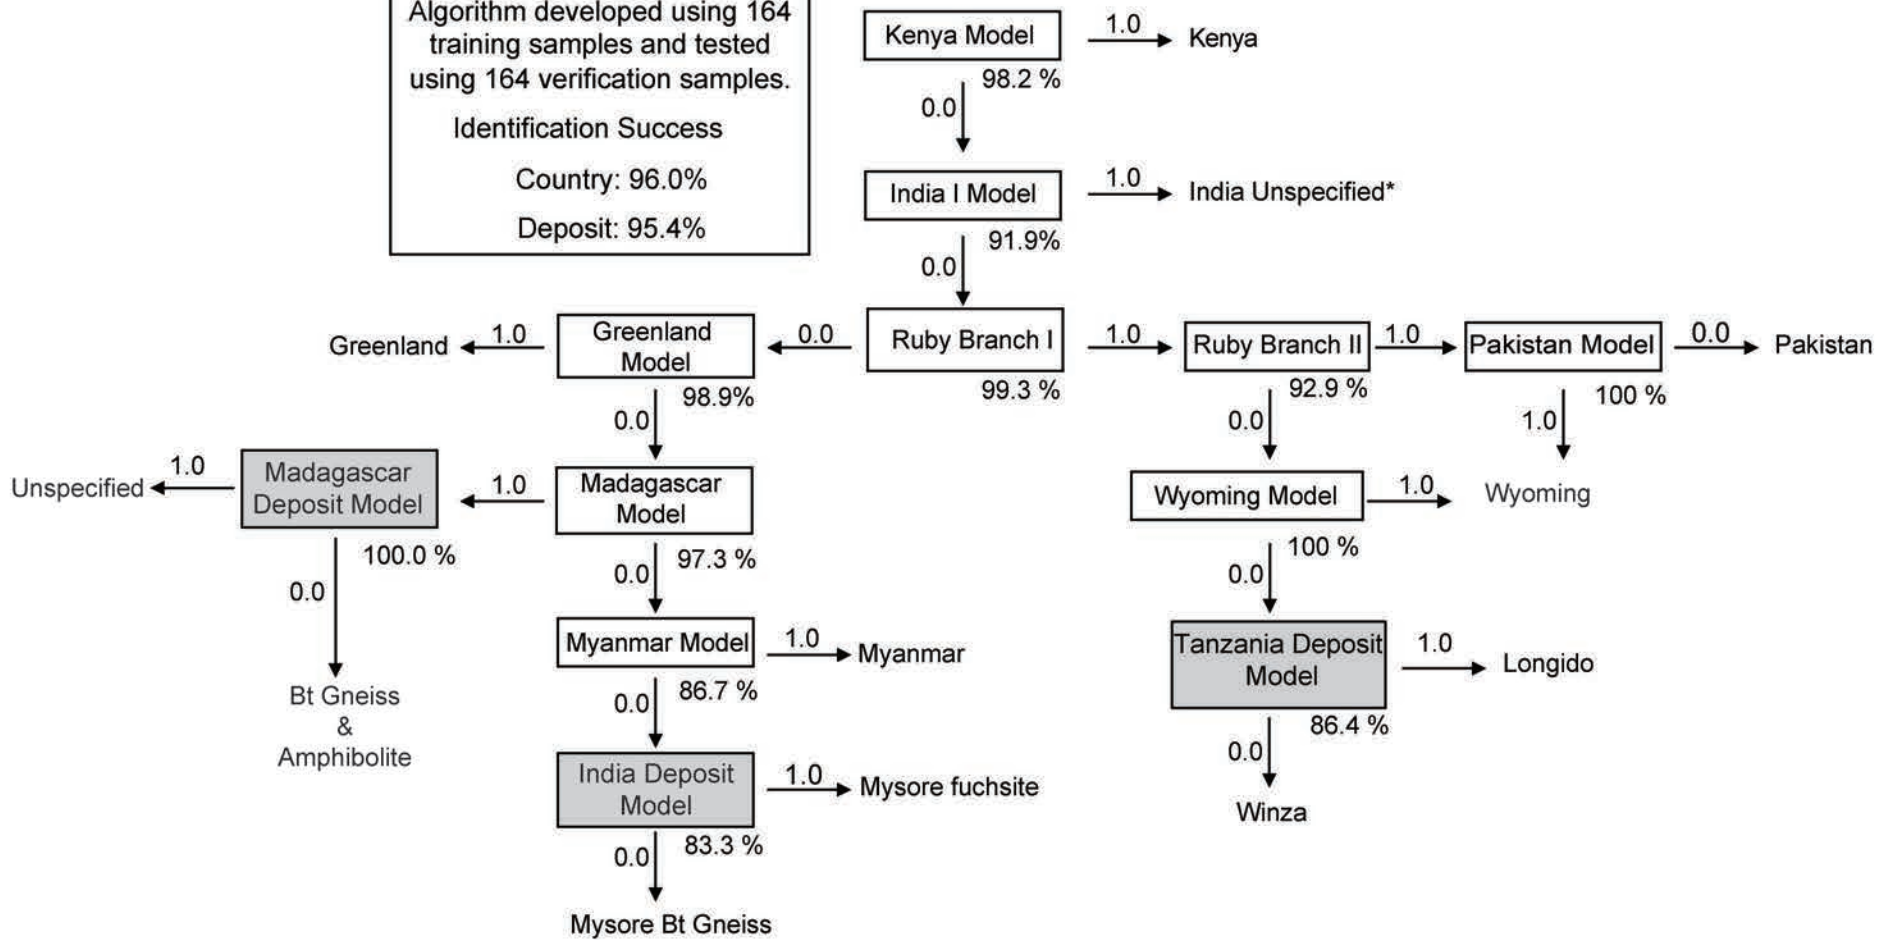 Algorithm developed using 164
training samples and tested
using 164 verification samples.
Identification Success
Country: 96.0%
Deposit: 95.4%
Kenya Model
1.0
Kenya
98.2 %
0.0
India I Model
1.0
India Unspecified*
91.9%
0.0
Greenland
1.0
Greenland
Model
0.0
Ruby Branch I
1.0
Ruby Branch II
1.0
Pakistan Model
0.0
Pakistan
98.9%
99.3 %
92.9 %
100 %
0.0
0.0
1.0
Unspecified
1.0
Madagascar
Deposit Model
1.0
Madagascar
Model
Wyoming Model
1.0
Wyoming
100.0 %
97.3 %
100 %
0.0
0.0
0.0
Bt Gneiss
&
Amphibolite
Myanmar Model
1.0
Myanmar
Tanzania Deposit
Model
1.0
Longido
86.7 %
86.4 %
0.0
0.0
India Deposit
Model
1.0
Mysore fuchsite
Winza
83.3 %
0.0
Mysore Bt Gneiss